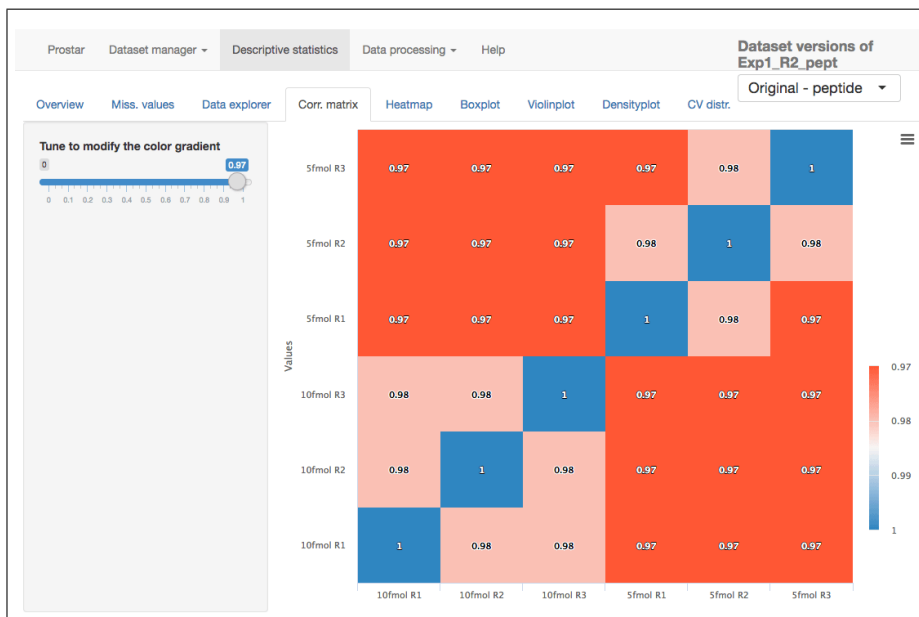 Prostar Dataset manager Descriptive statistics Data processing Help
Dataset versions of
Exp1_R2_pept
Original - peptide
Overview Miss. values Data explorer Corr. matrix Heatmap Boxplot Violinplot Densityplot CV distr.
Tune to modify the color gradient
0 0.97
0 0.1 0.2 0.3 0.4 0.5 0.6 0.7 0.8 0.9 1
5fmol R3 0.97 0.97 0.97 0.97 0.98 1
5fmol R2 0.97 0.97 0.97 0.98 1 0.98
5fmol R1 0.97 0.97 0.97 1 0.98 0.97
Values
10fmol R3 0.98 0.98 1 0.97 0.97 0.97
10fmol R2 0.98 1 0.98 0.97 0.97 0.97
10fmol R1 1 0.98 0.98 0.97 0.97 0.97
10fmol R1 10fmol R2 10fmol R3 5fmol R1 5fmol R2 5fmol R3
0.97
0.98
0.99
1